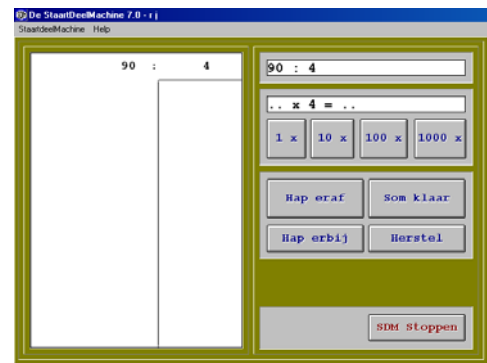 De StaartDeelMachine 7.0 - r j
StaartdeelMachine Help
90 : 4
90 : 4
.. x 4 = ..
1 x 10 x 100 x 1000 x
Hap eraf Som klaar
Hap erbij Herstel
SDM Stoppen